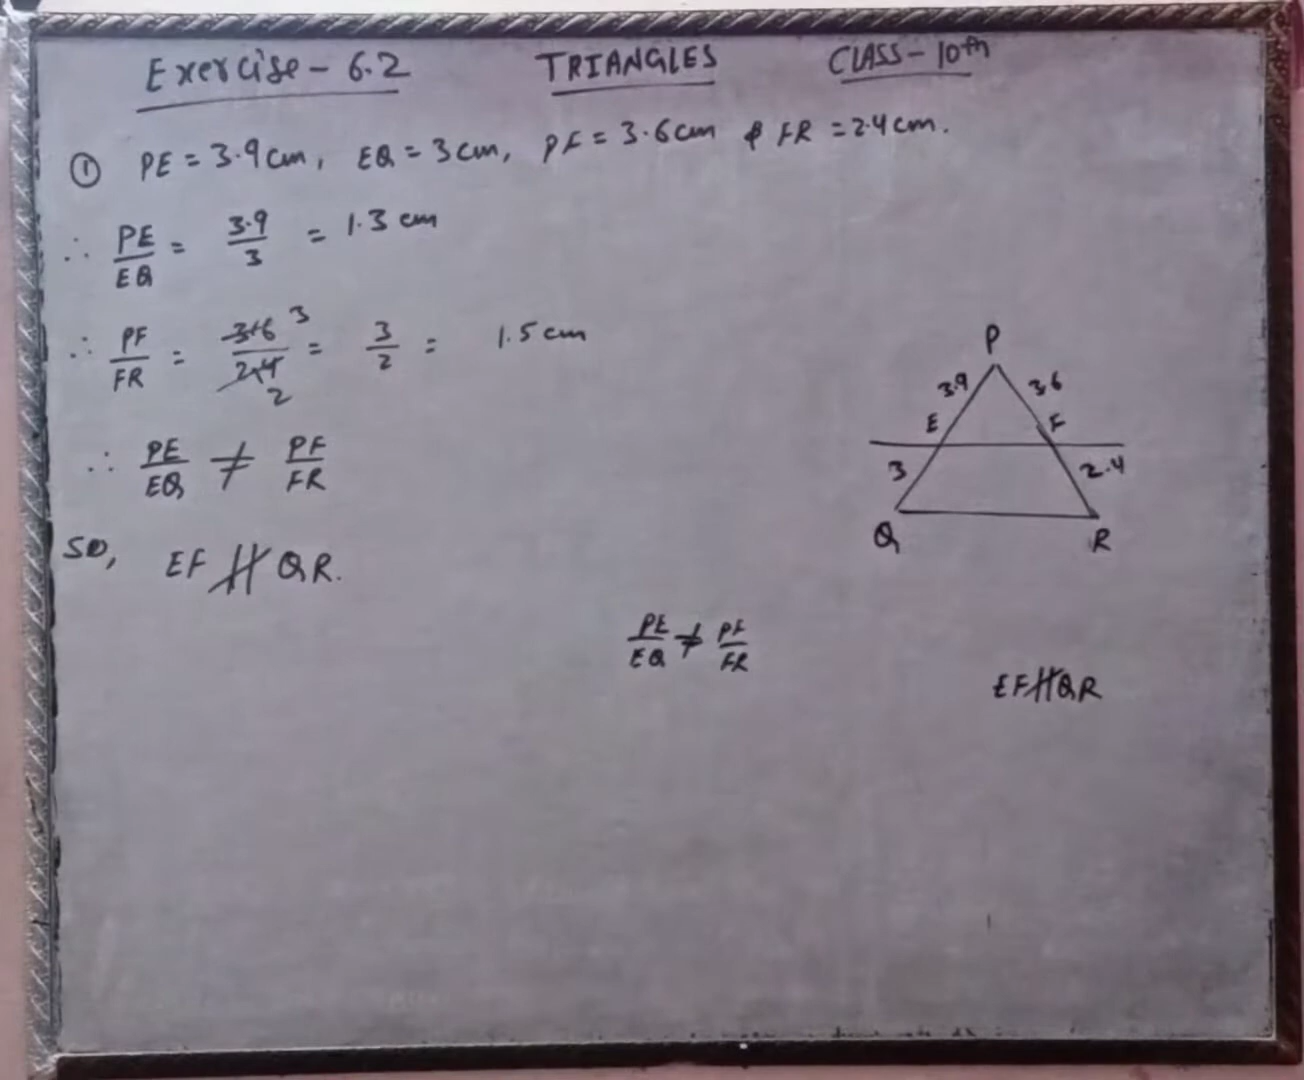 Exercise - 6.2 TRIANGLES CLASS - 10th
① PE = 3.9 cm, EQ = 3 cm, PF = 3.6 cm & FR = 2.4 cm.
∴ PE/EQ = 3.9/3 = 1.3 cm
∴ PF/FR = 3.6/2.4 3/2 = 3/2 = 1.5 cm
∴ PE/EQ ≠ PF/FR
SO, EF ∦ QR.
P
3.9 3.6
E F
3 2.4
Q R
PE/EQ ≠ PF/FR
EF ∦ QR